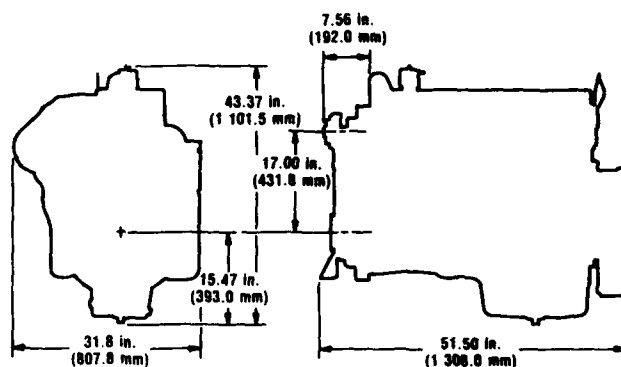 7.56 in.
(192.0 mm)
43.37 in.
(1 101.5 mm)
17.00 in.
(431.8 mm)
15.47 in.
(393.0 mm)
31.8 in.
(807.8 mm)
51.50 in.
(1 308.0 mm)